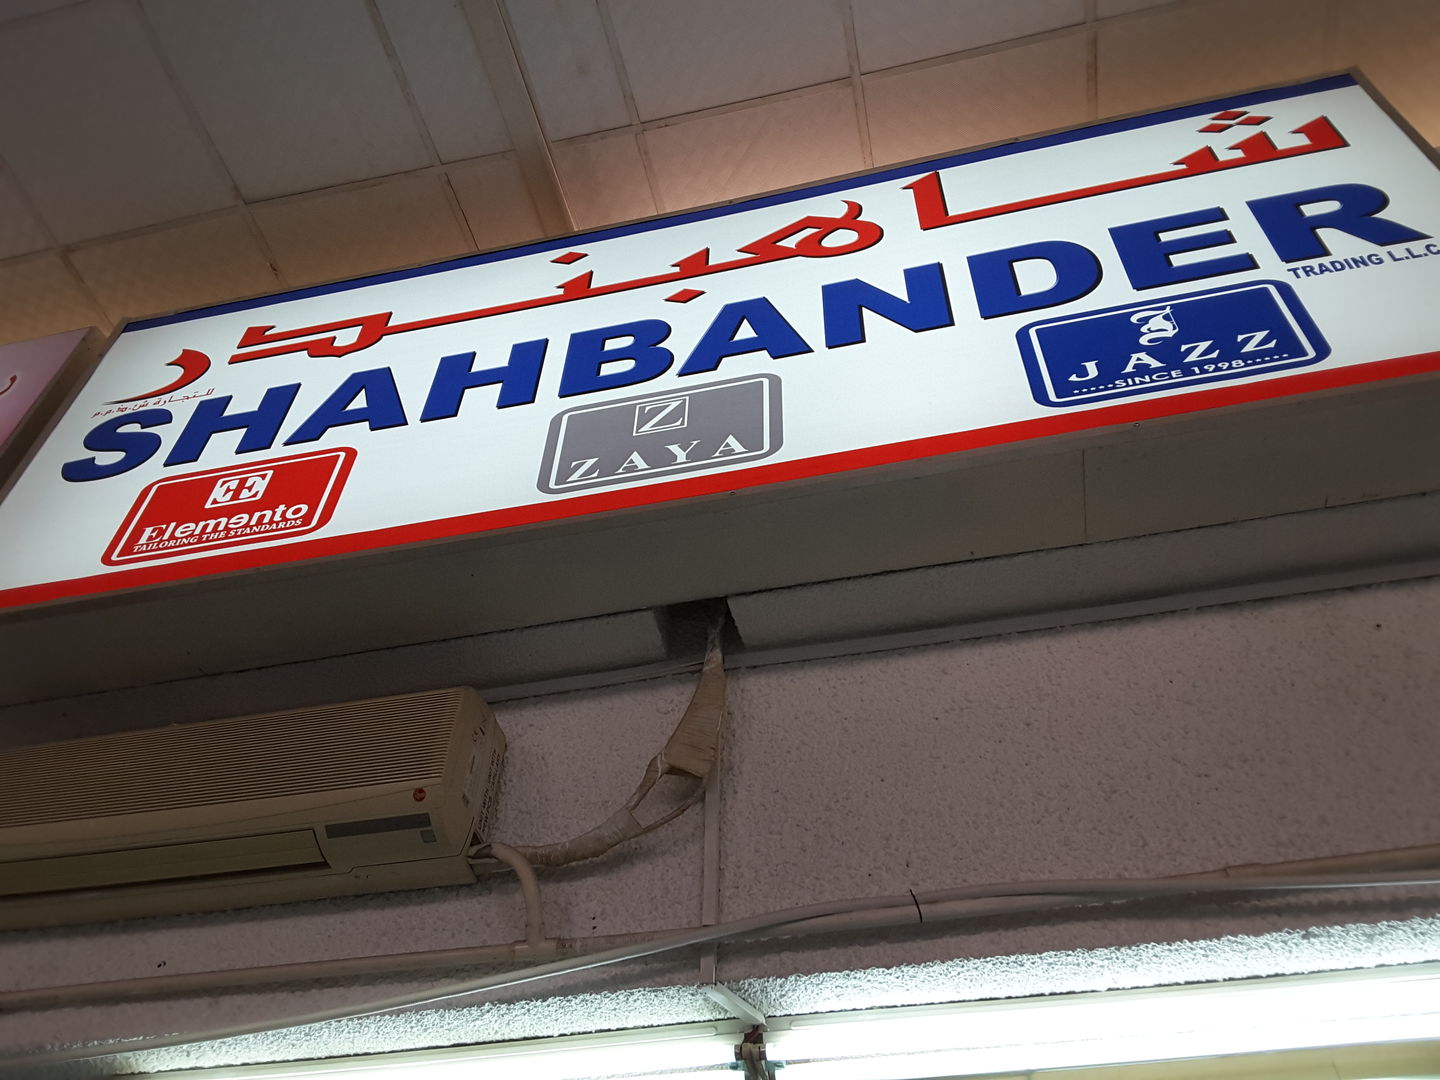 شاهبندر
للتجارة ش.ذ.م.م
SHAHBANDER
TRADING L.L.C
Elemento
TAILORING THE STANDARDS
Z
ZAYA
J
JAZZ
SINCE 1998